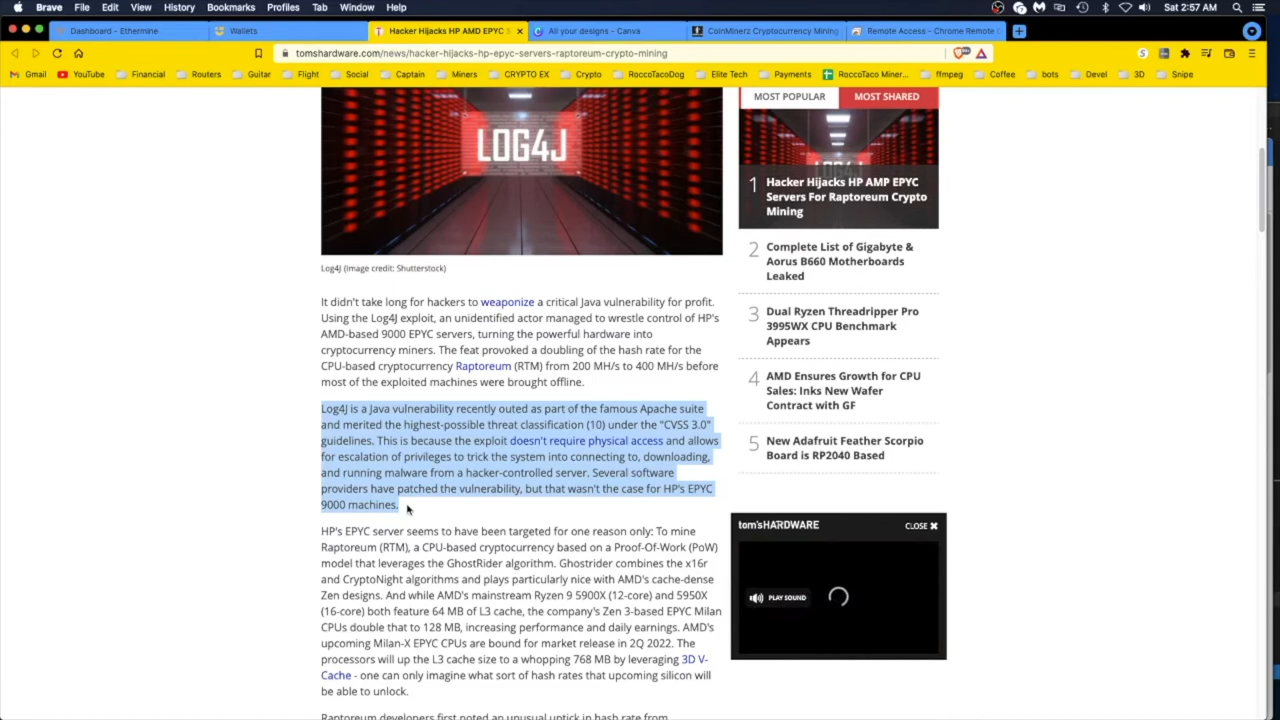 Brave File Edit View History Bookmarks Profiles Tab Window Help Sat 2:57 AM
Dashboard - Ethermine Wallets Hacker Hijacks HP AMD EPYC S All your designs - Canva CoinMinerz Cryptocurrency Mining Remote Access - Chrome Remote
tomshardware.com/news/hacker-hijacks-hp-epyc-servers-raptoreum-crypto-mining
Gmail YouTube Financial Routers Guitar Flight Social Captain Miners CRYPTO EX Crypto RoccoTacoDog Elite Tech Payments RoccoTaco Miner... ffmpeg Coffee bots Devel 3D Snipe
LOG4J
Log4J (Image credit: Shutterstock)
It didn't take long for hackers to weaponize a critical Java vulnerability for profit.
Using the Log4J exploit, an unidentified actor managed to wrestle control of HP's
AMD-based 9000 EPYC servers, turning the powerful hardware into
cryptocurrency miners. The feat provoked a doubling of the hash rate for the
CPU-based cryptocurrency Raptoreum (RTM) from 200 MH/s to 400 MH/s before
most of the exploited machines were brought offline.
Log4J is a Java vulnerability recently outed as part of the famous Apache suite
and merited the highest-possible threat classification (10) under the "CVSS 3.0"
guidelines. This is because the exploit doesn't require physical access and allows
for escalation of privileges to trick the system into connecting to, downloading,
and running malware from a hacker-controlled server. Several software
providers have patched the vulnerability, but that wasn't the case for HP's EPYC
9000 machines.
HP's EPYC server seems to have been targeted for one reason only: To mine
Raptoreum (RTM), a CPU-based cryptocurrency based on a Proof-Of-Work (PoW)
model that leverages the GhostRider algorithm. Ghostrider combines the x16r
and CryptoNight algorithms and plays particularly nice with AMD's cache-dense
Zen designs. And while AMD's mainstream Ryzen 9 5900X (12-core) and 5950X
(16-core) both feature 64 MB of L3 cache, the company's Zen 3-based EPYC Milan
CPUs double that to 128 MB, increasing performance and daily earnings. AMD's
upcoming Milan-X EPYC CPUs are bound for market release in 2Q 2022. The
processors will up the L3 cache size to a whopping 768 MB by leveraging 3D V-
Cache - one can only imagine what sort of hash rates that upcoming silicon will
be able to unlock.
Raptoreum developers first noted an unusual uptick in hash rate from
MOST POPULAR MOST SHARED
1 Hacker Hijacks HP AMP EPYC
Servers For Raptoreum Crypto
Mining
2 Complete List of Gigabyte &
Aorus B660 Motherboards
Leaked
3 Dual Ryzen Threadripper Pro
3995WX CPU Benchmark
Appears
4 AMD Ensures Growth for CPU
Sales: Inks New Wafer
Contract with GF
5 New Adafruit Feather Scorpio
Board is RP2040 Based
tom'sHARDWARE CLOSE
PLAY SOUND